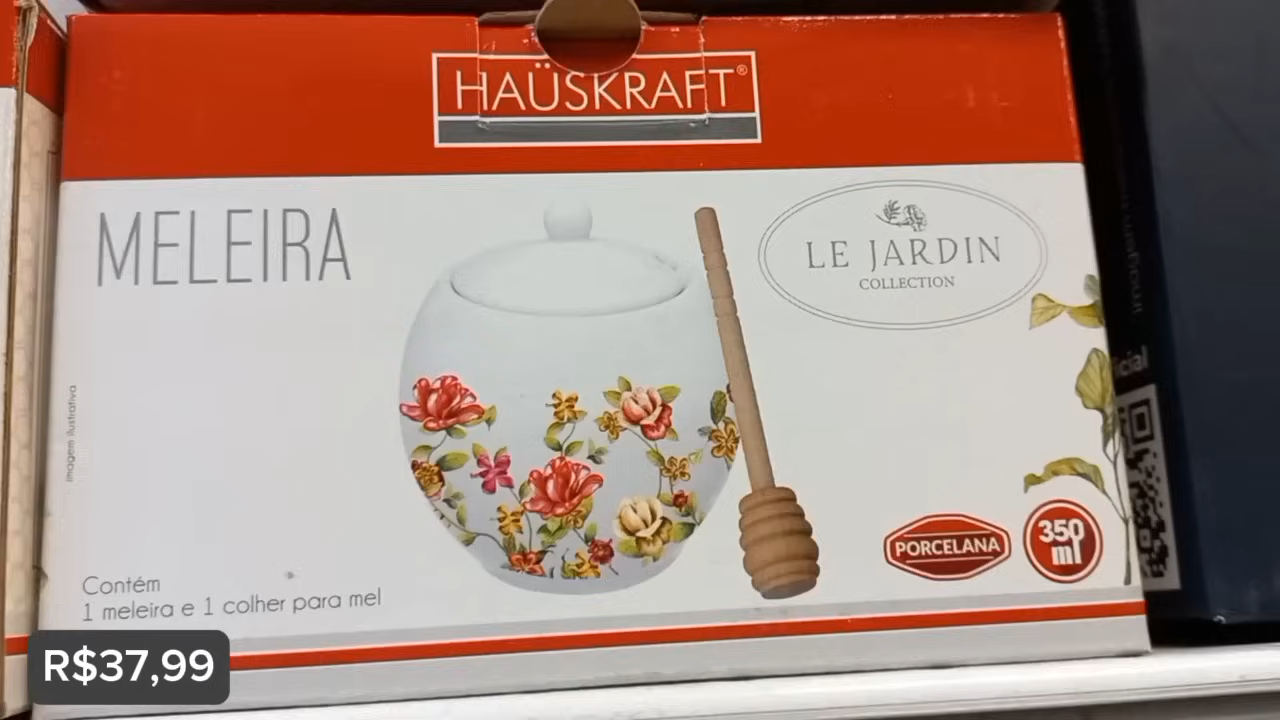 HAÜSKRAFT®
MELEIRA
LE JARDIN
COLLECTION
imagem ilustrativa
PORCELANA
350
ml
Contém
1 meleira e 1 colher para mel
R$37,99